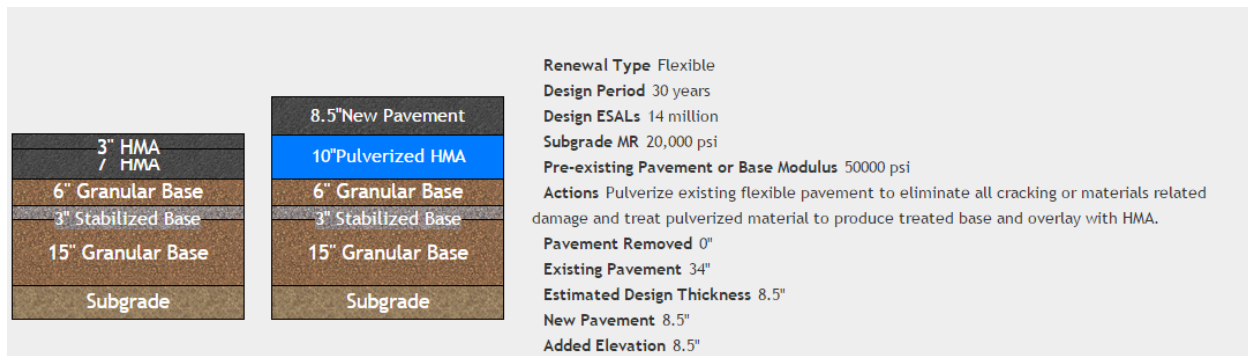 3" HMA
7" HMA
6" Granular Base
3" Stabilized Base
15" Granular Base
Subgrade
8.5"New Pavement
10"Pulverized HMA
6" Granular Base
3" Stabilized Base
15" Granular Base
Subgrade
Renewal Type Flexible
Design Period 30 years
Design ESALs 14 million
Subgrade MR 20,000 psi
Pre-existing Pavement or Base Modulus 50000 psi
Actions Pulverize existing flexible pavement to eliminate all cracking or materials related
damage and treat pulverized material to produce treated base and overlay with HMA.
Pavement Removed 0"
Existing Pavement 34"
Estimated Design Thickness 8.5"
New Pavement 8.5"
Added Elevation 8.5"